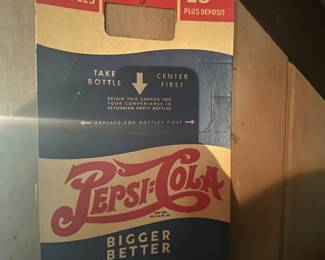 PLUS DEPOSIT
TAKE CENTER
BOTTLE FIRST
RETAIN THIS CARRIER FOR
YOUR CONVENIENCE IN
RETURNING EMPTY BOTTLES
REPLACE END BOTTLES FIRST
PEPSI=COLA
BIGGER
BETTER